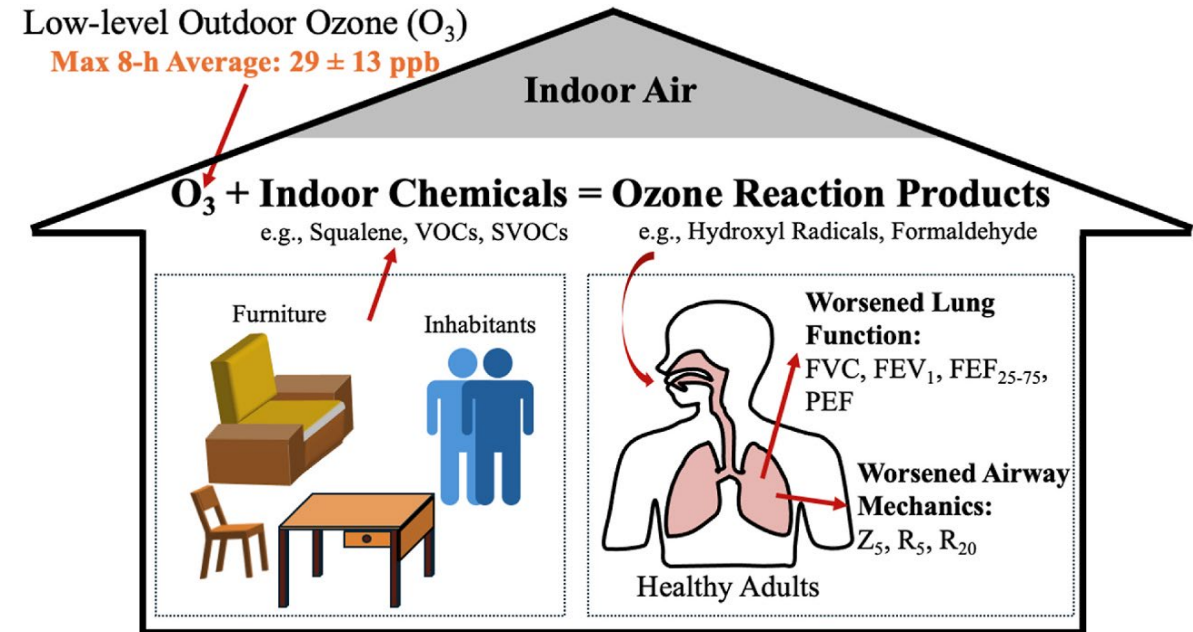 Low-level Outdoor Ozone (O₃)
Max 8-h Average: 29 ± 13 ppb
Indoor Air
O₃ + Indoor Chemicals = Ozone Reaction Products
e.g., Squalene, VOCs, SVOCs
e.g., Hydroxyl Radicals, Formaldehyde
Furniture
Inhabitants
Worsened Lung
Function:
FVC, FEV₁, FEF₂₅₋₇₅,
PEF
Worsened Airway
Mechanics:
Z₅, R₅, R₂₀
Healthy Adults